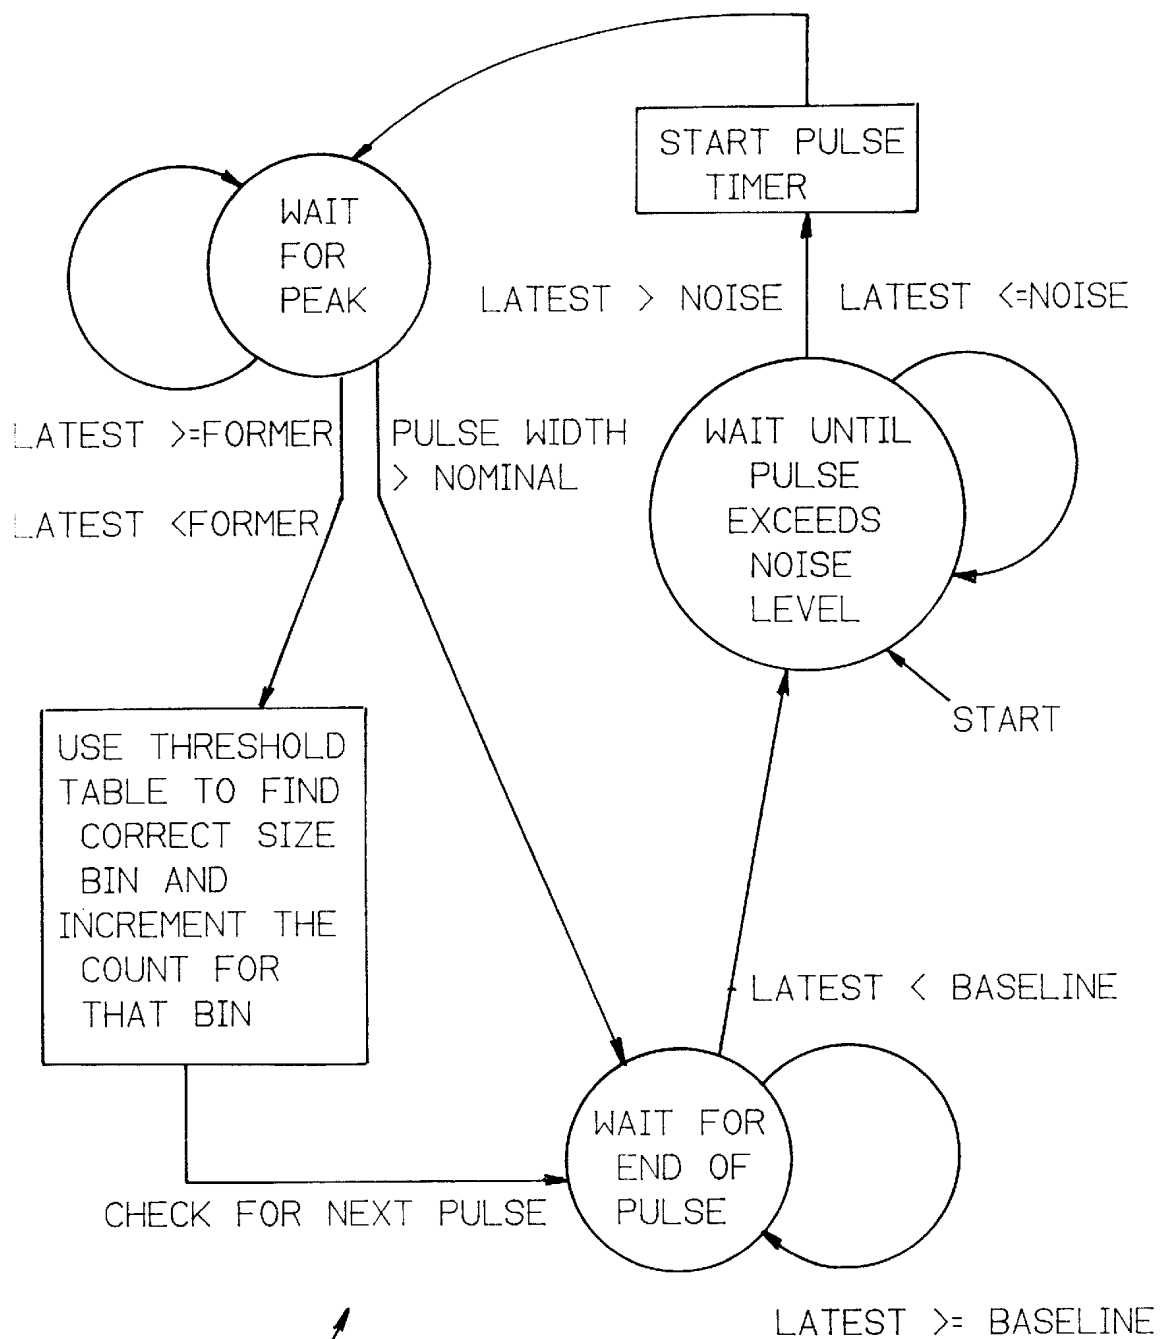 START PULSE
TIMER
WAIT
FOR
PEAK
LATEST > NOISE
LATEST <=NOISE
LATEST >=FORMER
PULSE WIDTH
> NOMINAL
LATEST <FORMER
WAIT UNTIL
PULSE
EXCEEDS
NOISE
LEVEL
START
USE THRESHOLD
TABLE TO FIND
CORRECT SIZE
BIN AND
INCREMENT THE
COUNT FOR
THAT BIN
LATEST < BASELINE
WAIT FOR
END OF
PULSE
CHECK FOR NEXT PULSE
LATEST >= BASELINE